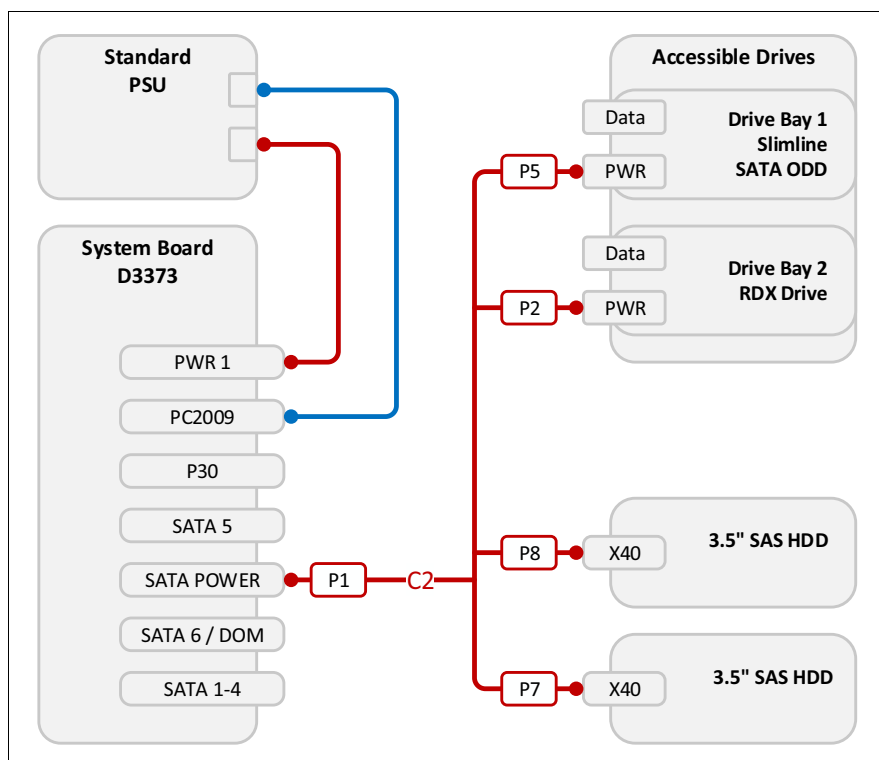 Standard
PSU
System Board
D3373
PWR 1
PC2009
P30
SATA 5
SATA POWER
SATA 6 / DOM
SATA 1-4
P1
C2
P5
P2
P8
P7
Accessible Drives
Data
PWR
Drive Bay 1
Slimline
SATA ODD
Data
PWR
Drive Bay 2
RDX Drive
X40
3.5" SAS HDD
X40
3.5" SAS HDD